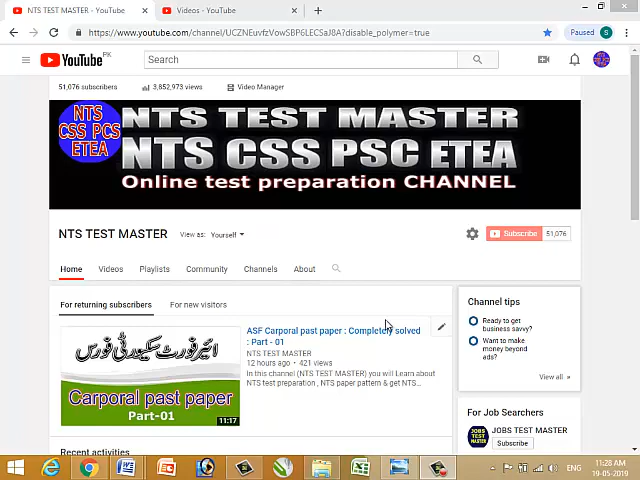 NTS TEST MASTER - YouTube
Videos - YouTube
https://www.youtube.com/channel/UCZNEuvfzVowSBP6LECSaJ8A?disable_polymer=true
Paused S
YouTube PK
Search
51,076 subscribers
3,852,973 views
Video Manager
NTS
CSS PCS
ETEA
NTS TEST MASTER
NTS CSS PSC ETEA
Online test preparation CHANNEL
NTS TEST MASTER
View as: Yourself
Subscribe 51,076
Home Videos Playlists Community Channels About
For returning subscribers
For new visitors
ائیرفورٹ سیکیورٹی فورس
Carporal past paper
Part-01
11:17
ASF Carporal past paper : Completely solved
: Part - 01
NTS TEST MASTER
12 hours ago • 421 views
In this channel (NTS TEST MASTER) you will Learn about
NTS test preparation , NTS paper pattern & get NTS...
Channel tips
Ready to get
business savvy?
Want to make
money beyond
ads?
View all »
For Job Searchers
JOBS
TEST
MASTER
JOBS TEST MASTER
Subscribe
Recent activities
ENG
11:28 AM
19-05-2019